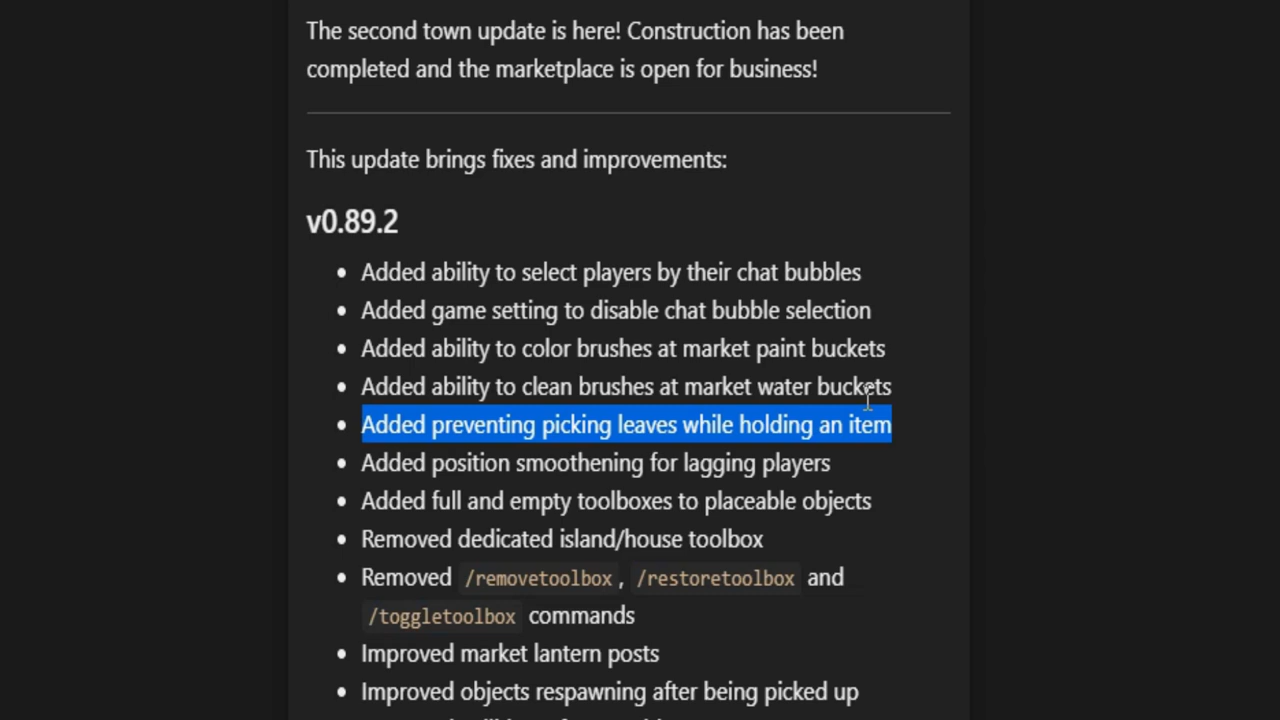 The second town update is here! Construction has been
completed and the marketplace is open for business!
This update brings fixes and improvements:
v0.89.2
• Added ability to select players by their chat bubbles
• Added game setting to disable chat bubble selection
• Added ability to color brushes at market paint buckets
• Added ability to clean brushes at market water buckets
• Added preventing picking leaves while holding an item
• Added position smoothening for lagging players
• Added full and empty toolboxes to placeable objects
• Removed dedicated island/house toolbox
• Removed /removetoolbox, /restoretoolbox and
/toggletoolbox commands
• Improved market lantern posts
• Improved objects respawning after being picked up